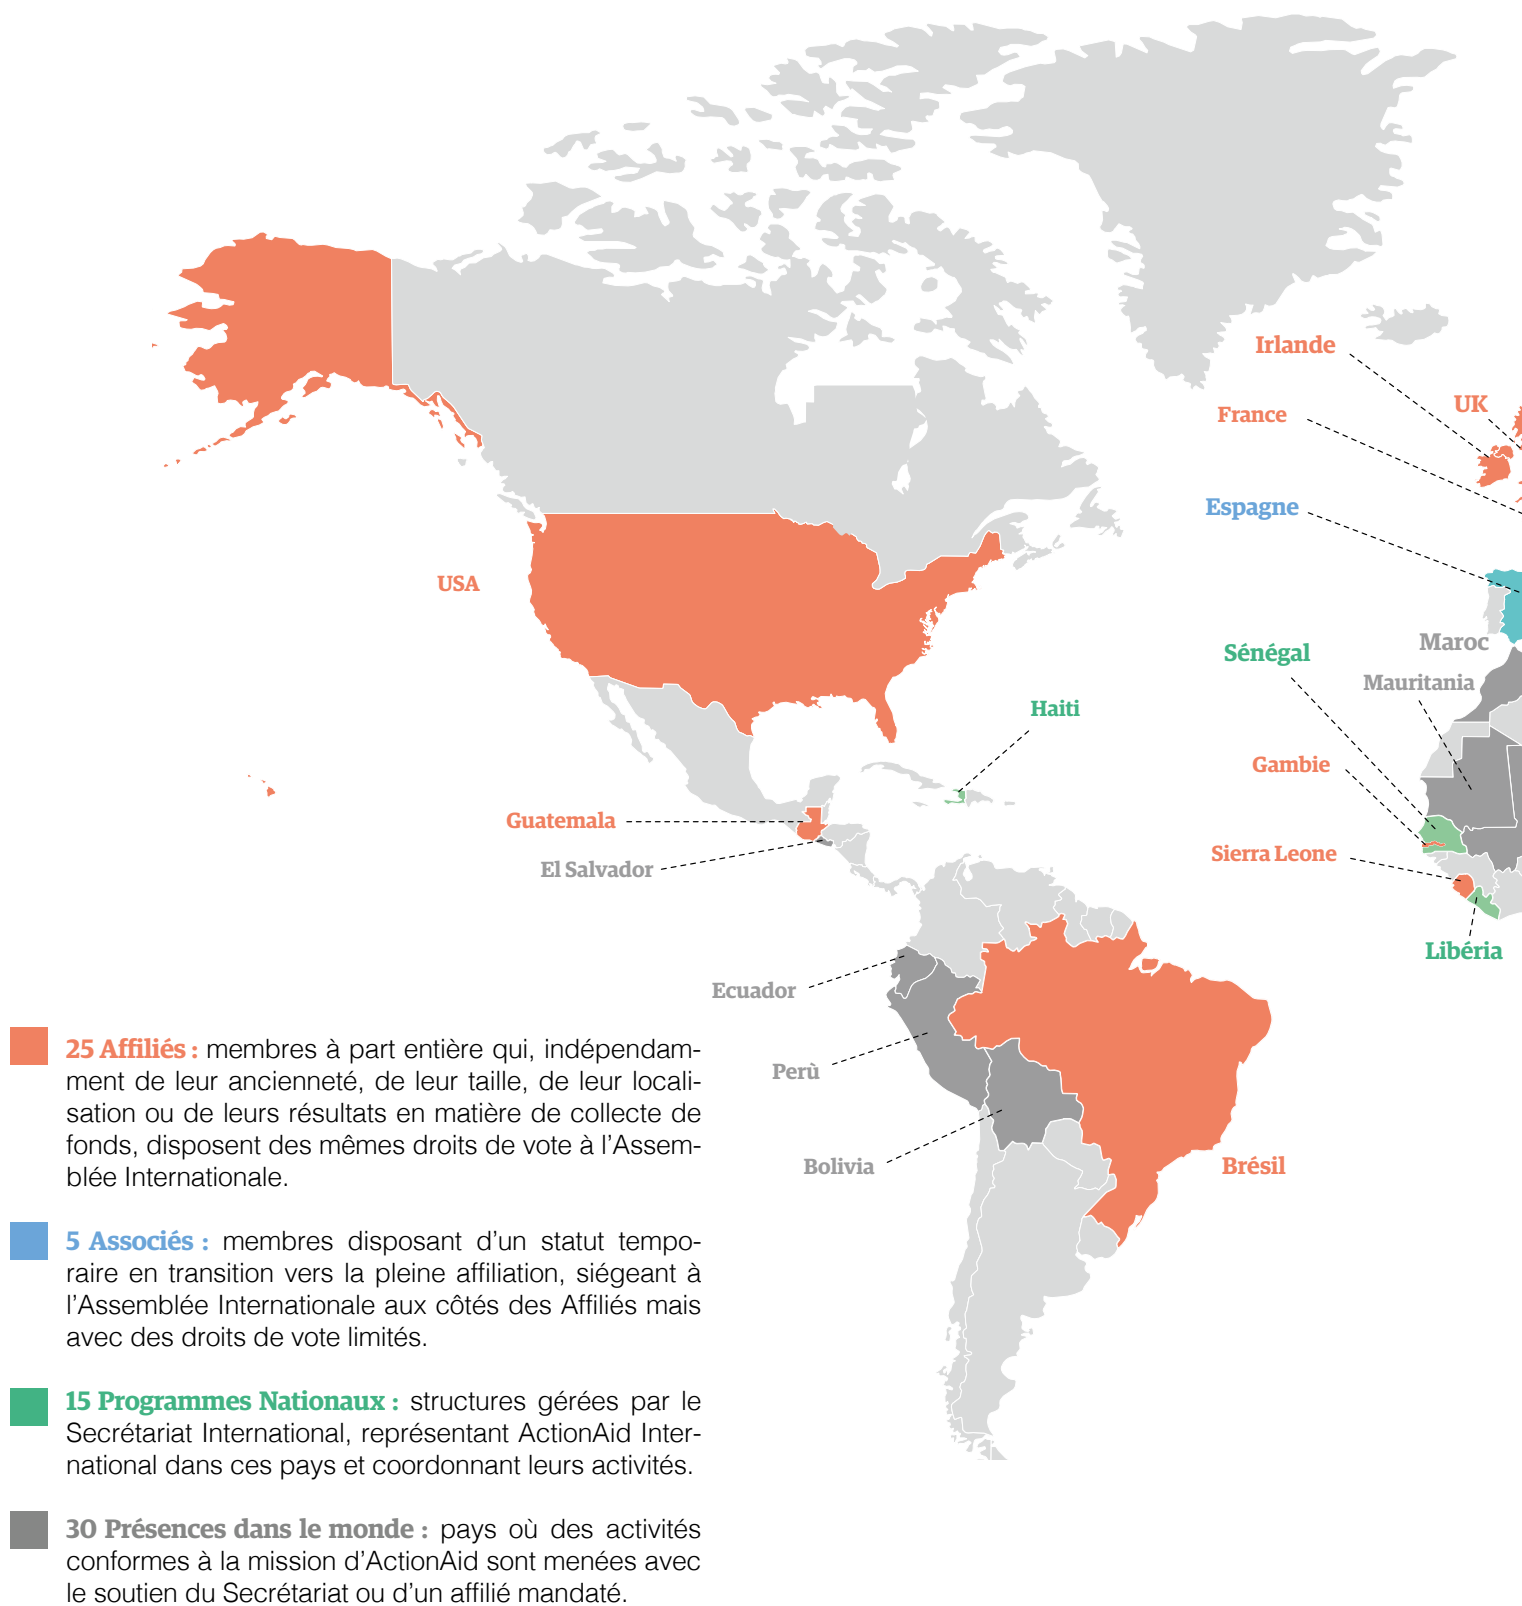 Irlande
UK
France
Espagne
USA
Maroc
Sénégal
Mauritania
Haiti
Gambie
Guatemala
Sierra Leone
El Salvador
Libéria
Ecuador
Perù
Bolivia
Brésil
25 Affiliés : membres à part entière qui, indépendam-
ment de leur ancienneté, de leur taille, de leur locali-
sation ou de leurs résultats en matière de collecte de
fonds, disposent des mêmes droits de vote à l’Assem-
blée Internationale.
5 Associés : membres disposant d’un statut tempo-
raire en transition vers la pleine affiliation, siégeant à
l’Assemblée Internationale aux côtés des Affiliés mais
avec des droits de vote limités.
15 Programmes Nationaux : structures gérées par le
Secrétariat International, représentant ActionAid Inter-
national dans ces pays et coordonnant leurs activités.
30 Présences dans le monde : pays où des activités
conformes à la mission d’ActionAid sont menées avec
le soutien du Secrétariat ou d’un affilié mandaté.